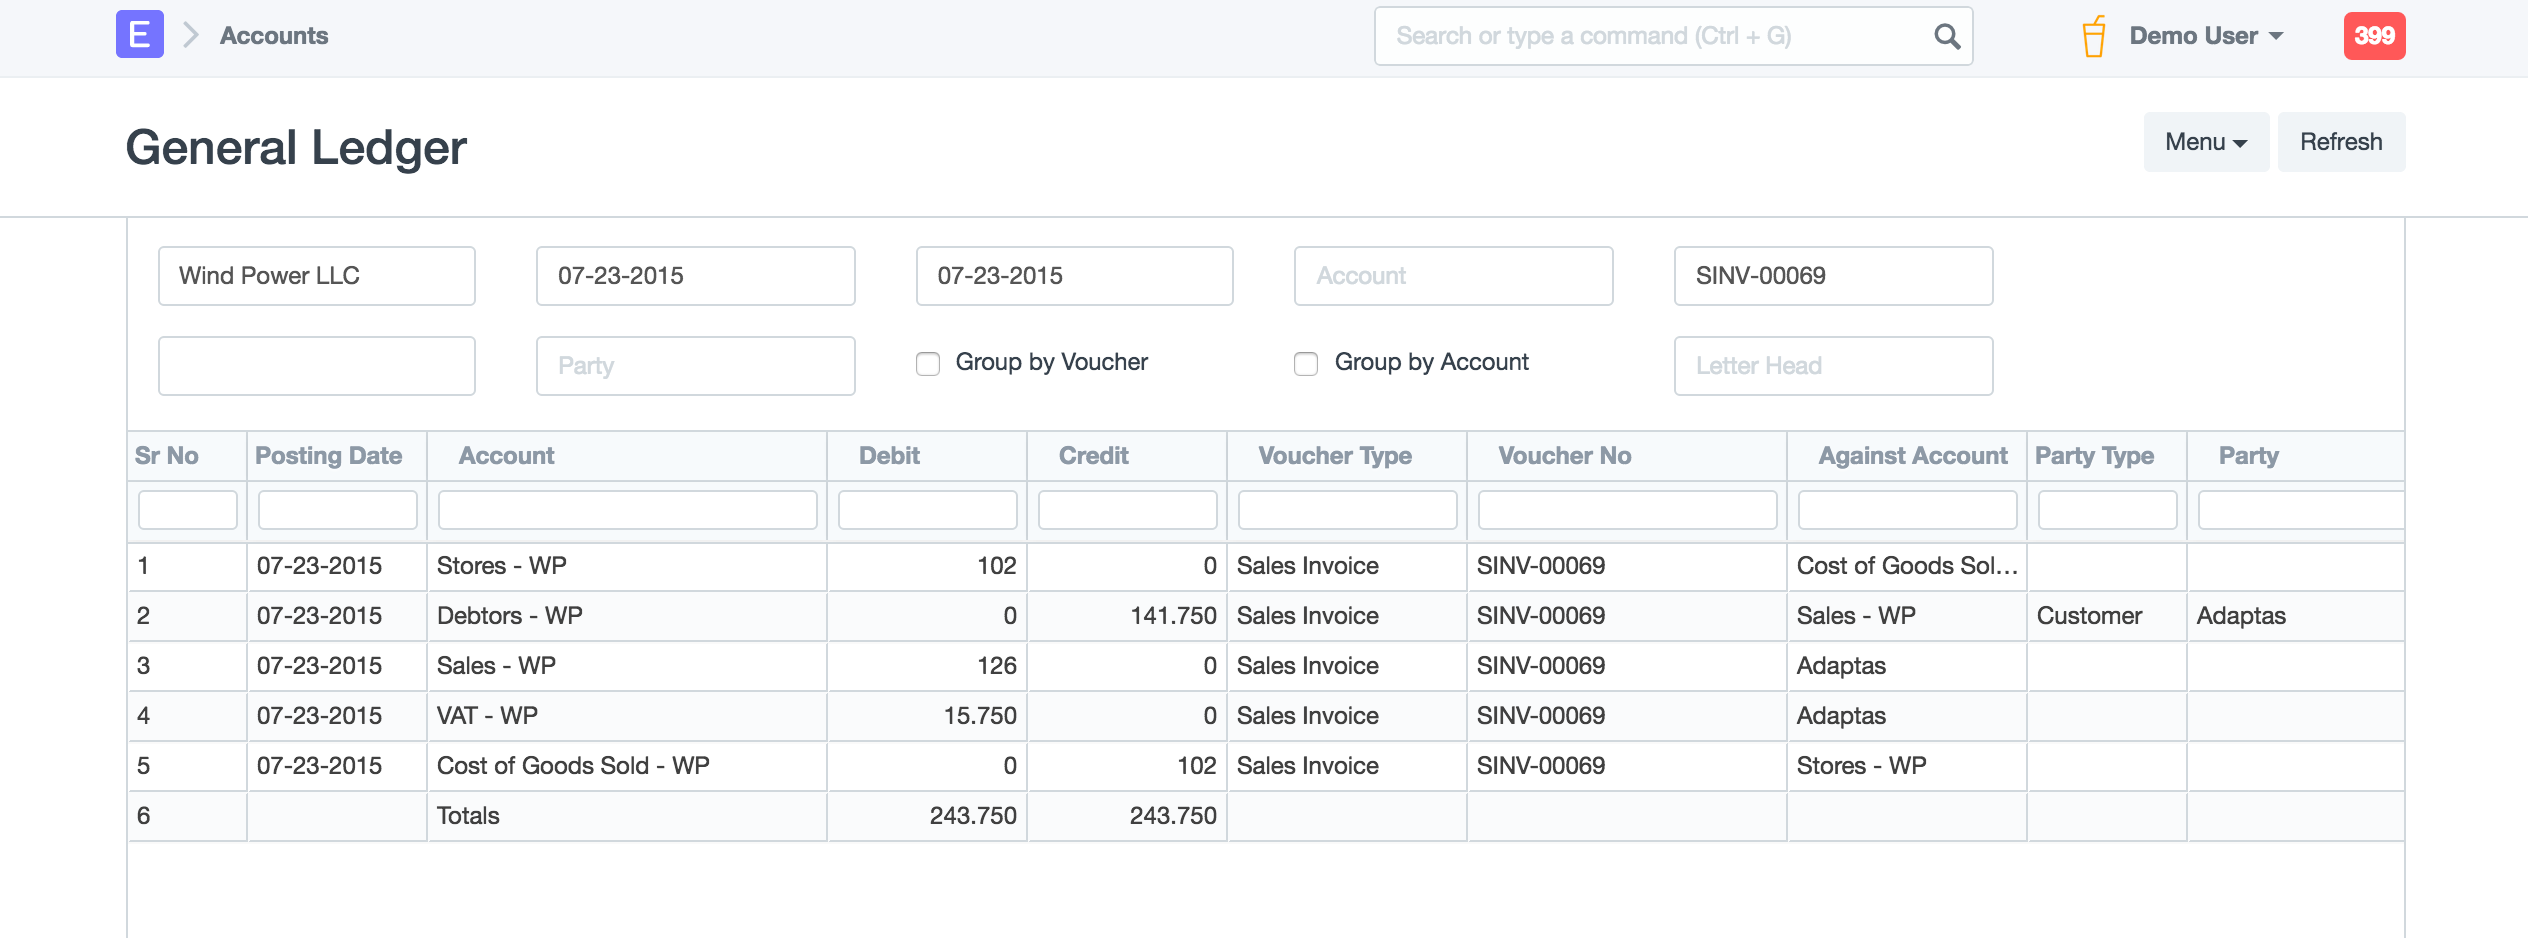 E Accounts Search or type a command (Ctrl + G) Demo User 399
General Ledger Menu Refresh
Wind Power LLC 07-23-2015 07-23-2015 Account SINV-00069
Party Group by Voucher Group by Account Letter Head
Sr No Posting Date Account Debit Credit Voucher Type Voucher No Against Account Party Type Party
1 07-23-2015 Stores - WP 102 0 Sales Invoice SINV-00069 Cost of Goods Sol...
2 07-23-2015 Debtors - WP 0 141.750 Sales Invoice SINV-00069 Sales - WP Customer Adaptas
3 07-23-2015 Sales - WP 126 0 Sales Invoice SINV-00069 Adaptas
4 07-23-2015 VAT - WP 15.750 0 Sales Invoice SINV-00069 Adaptas
5 07-23-2015 Cost of Goods Sold - WP 0 102 Sales Invoice SINV-00069 Stores - WP
6 Totals 243.750 243.750